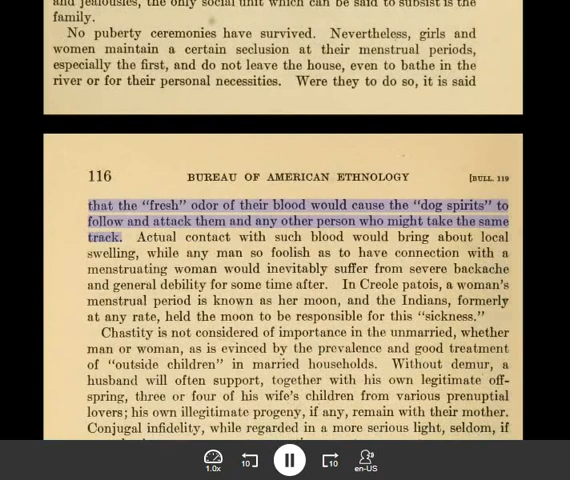 and jealousies, the only social unit which can be said to subsist is the
family.
No puberty ceremonies have survived. Nevertheless, girls and
women maintain a certain seclusion at their menstrual periods,
especially the first, and do not leave the house, even to bathe in the
river or for their personal necessities. Were they to do so, it is said
116 BUREAU OF AMERICAN ETHNOLOGY [BULL. 119
that the “fresh” odor of their blood would cause the “dog spirits” to
follow and attack them and any other person who might take the same
track. Actual contact with such blood would bring about local
swelling, while any man so foolish as to have connection with a
menstruating woman would inevitably suffer from severe backache
and general debility for some time after. In Creole patois, a woman's
menstrual period is known as her moon, and the Indians, formerly
at any rate, held the moon to be responsible for this “sickness.”
Chastity is not considered of importance in the unmarried, whether
man or woman, as is evinced by the prevalence and good treatment
of “outside children” in married households. Without demur, a
husband will often support, together with his own legitimate off-
spring, three or four of his wife's children from various prenuptial
lovers; his own illegitimate progeny, if any, remain with their mother.
Conjugal infidelity, while regarded in a more serious light, seldom, if
1.0x 10 10 en-US